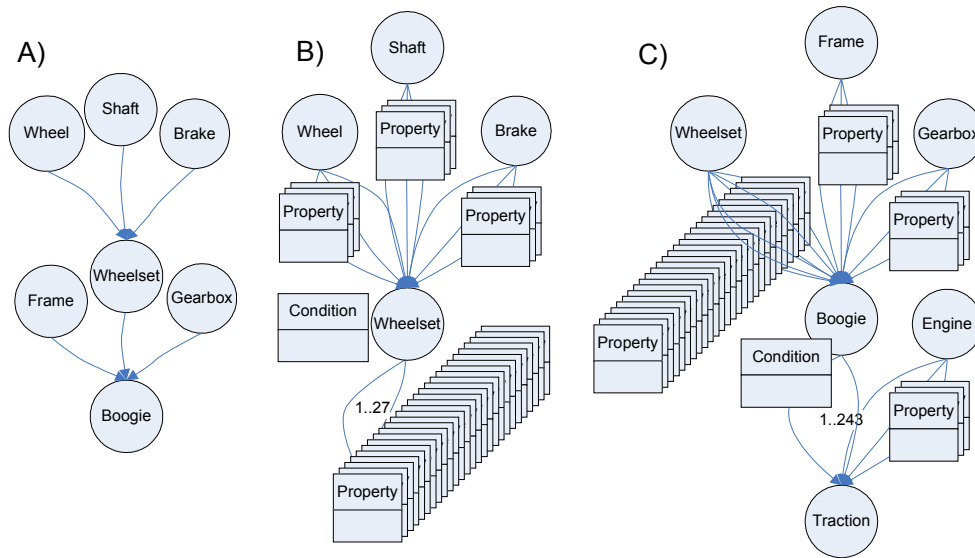 A)
Shaft
Wheel
Brake
Wheelset
Frame
Gearbox
Boogie
B)
Shaft
Wheel
Property
Brake
Property
Property
Condition
Wheelset
1..27
Property
C)
Frame
Wheelset
Property
Gearbox
Property
Boogie
Engine
Property
Condition
1..243
Property
Traction